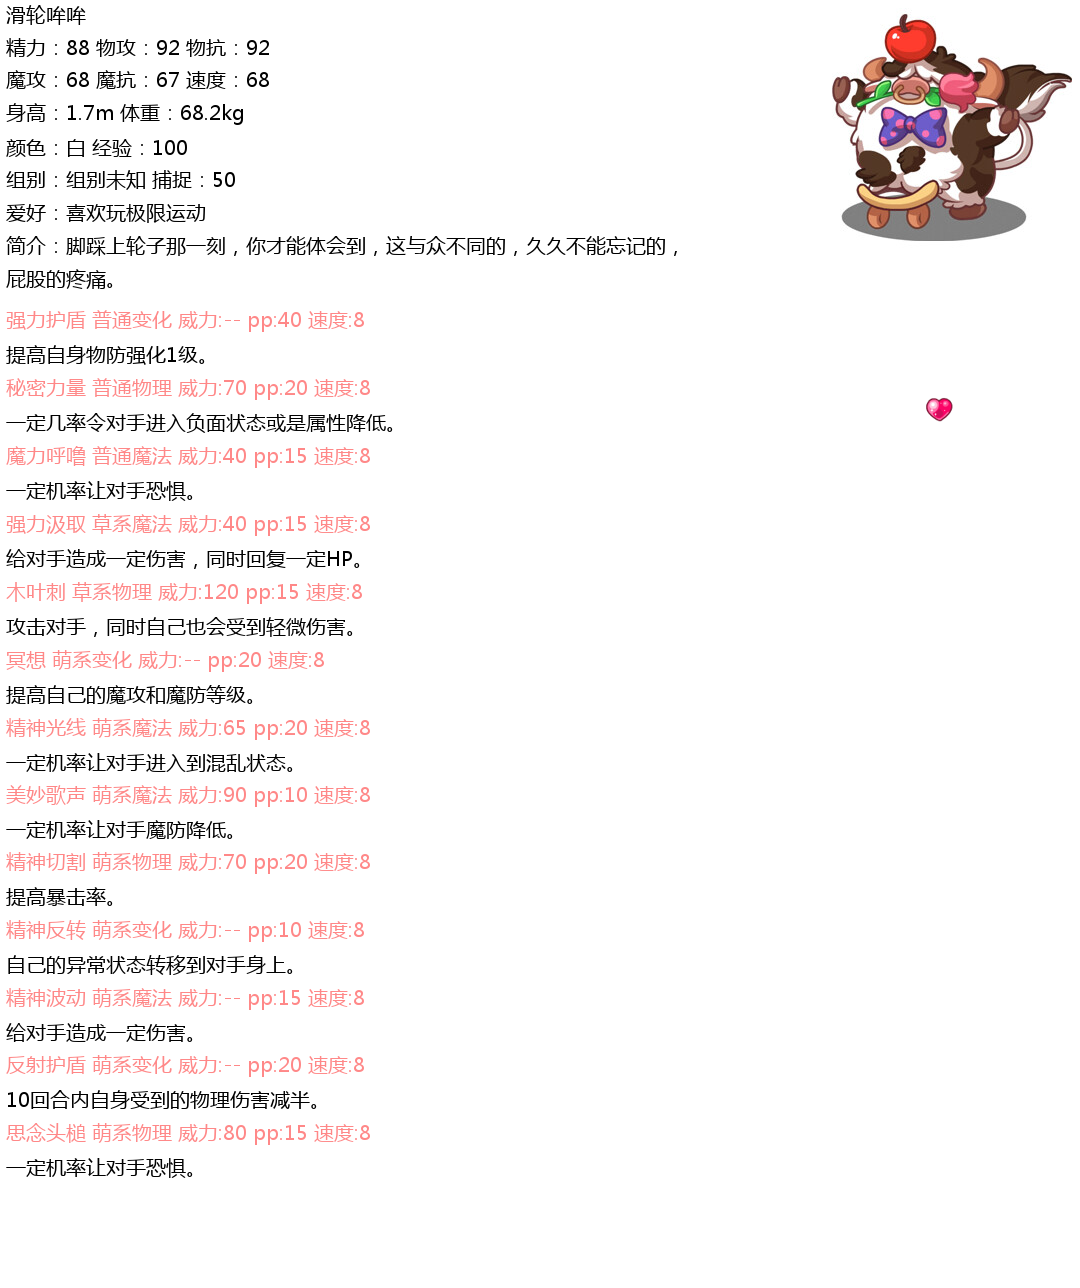 滑轮哞哞
精力：88 物攻：92 物抗：92
魔攻：68 魔抗：67 速度：68
身高：1.7m 体重：68.2kg
颜色：白 经验：100
组别：组别未知 捕捉：50
爱好：喜欢玩极限运动
简介：脚踩上轮子那一刻，你才能体会到，这与众不同的，久久不能忘记的，
屁股的疼痛。
强力护盾 普通变化 威力:-- pp:40 速度:8
提高自身物防强化1级。
秘密力量 普通物理 威力:70 pp:20 速度:8
一定几率令对手进入负面状态或是属性降低。
魔力呼噜 普通魔法 威力:40 pp:15 速度:8
一定机率让对手恐惧。
强力汲取 草系魔法 威力:40 pp:15 速度:8
给对手造成一定伤害，同时回复一定HP。
木叶刺 草系物理 威力:120 pp:15 速度:8
攻击对手，同时自己也会受到轻微伤害。
冥想 萌系变化 威力:-- pp:20 速度:8
提高自己的魔攻和魔防等级。
精神光线 萌系魔法 威力:65 pp:20 速度:8
一定机率让对手进入到混乱状态。
美妙歌声 萌系魔法 威力:90 pp:10 速度:8
一定机率让对手魔防降低。
精神切割 萌系物理 威力:70 pp:20 速度:8
提高暴击率。
精神反转 萌系变化 威力:-- pp:10 速度:8
自己的异常状态转移到对手身上。
精神波动 萌系魔法 威力:-- pp:15 速度:8
给对手造成一定伤害。
反射护盾 萌系变化 威力:-- pp:20 速度:8
10回合内自身受到的物理伤害减半。
思念头槌 萌系物理 威力:80 pp:15 速度:8
一定机率让对手恐惧。